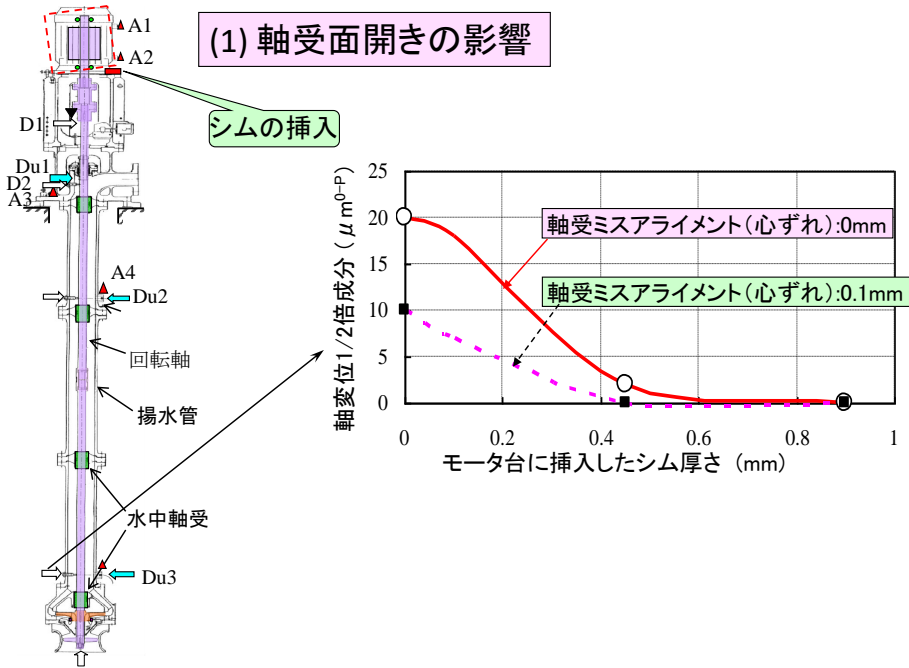 (1) 軸受面開きの影響
A1
A2
シムの挿入
D1
Du1
D2
A3
A4
Du2
回転軸
揚水管
水中軸受
Du3
軸変位1/2倍成分（μm0-P）
25
20
15
10
5
0
軸受ミスアライメント（心ずれ）:0mm
軸受ミスアライメント（心ずれ）:0.1mm
0 0.2 0.4 0.6 0.8 1
モータ台に挿入したシム厚さ (mm)